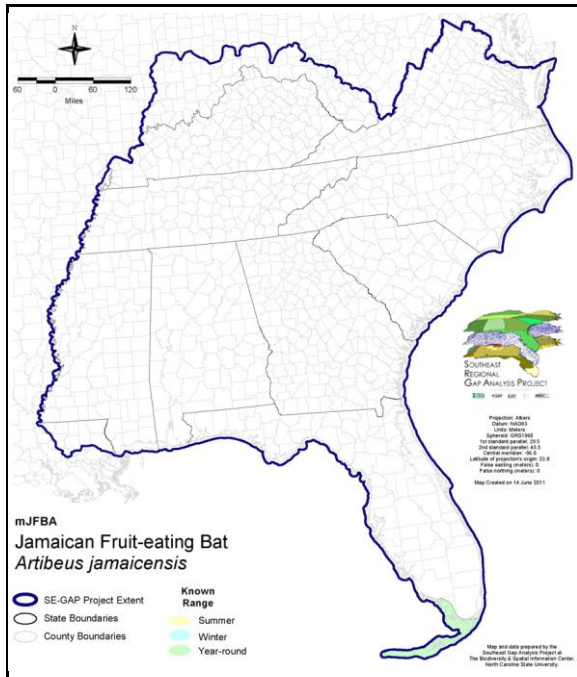 N
60 0 60 120
Miles
SOUTHEAST
REGIONAL
GAP ANALYSIS PROJECT
Projection: Albers
Datum: NAD83
Units: Meters
Spheroid: GRS1980
1st standard parallel: 29.5
2nd standard parallel: 45.5
Central meridian: -96.0
Latitude of projection's origin: 23.0
False easting (meters): 0
False northing (meters): 0
Map Created on 14 June 2011
mJFBA
Jamaican Fruit-eating Bat
Artibeus jamaicensis
SE-GAP Project Extent
State Boundaries
County Boundaries
Known
Range
Summer
Winter
Year-round
Map and data prepared by the
Southeast Gap Analysis Project at
The Biodiversity & Spatial Information Center,
North Carolina State University.